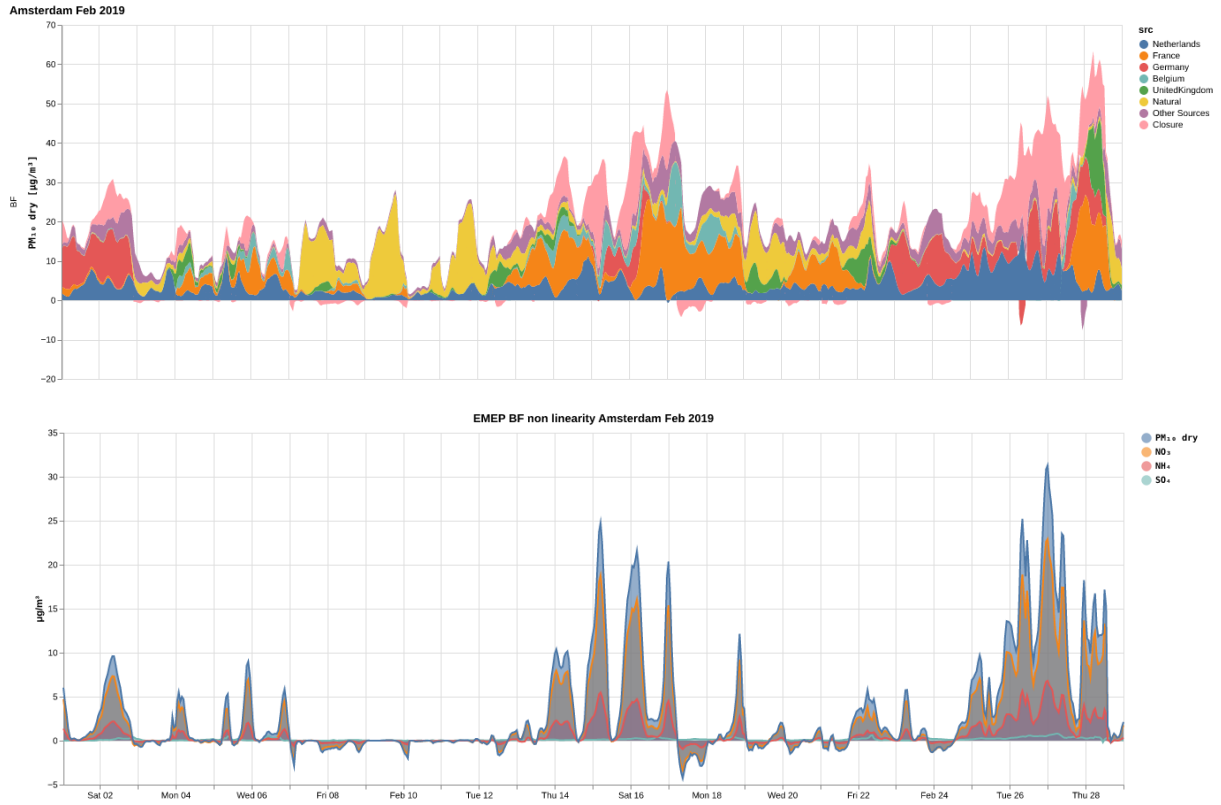 Amsterdam Feb 2019
70
60
50
40
30
20
10
0
−10
−20
BF
PM₁₀ dry [µg/m³]
src
Netherlands
France
Germany
Belgium
UnitedKingdom
Natural
Other Sources
Closure
EMEP BF non linearity Amsterdam Feb 2019
35
30
25
20
15
10
5
0
−5
µg/m³
PM₁₀ dry
NO₃
NH₄
SO₄
Sat 02 Mon 04 Wed 06 Fri 08 Feb 10 Tue 12 Thu 14 Sat 16 Mon 18 Wed 20 Fri 22 Feb 24 Tue 26 Thu 28